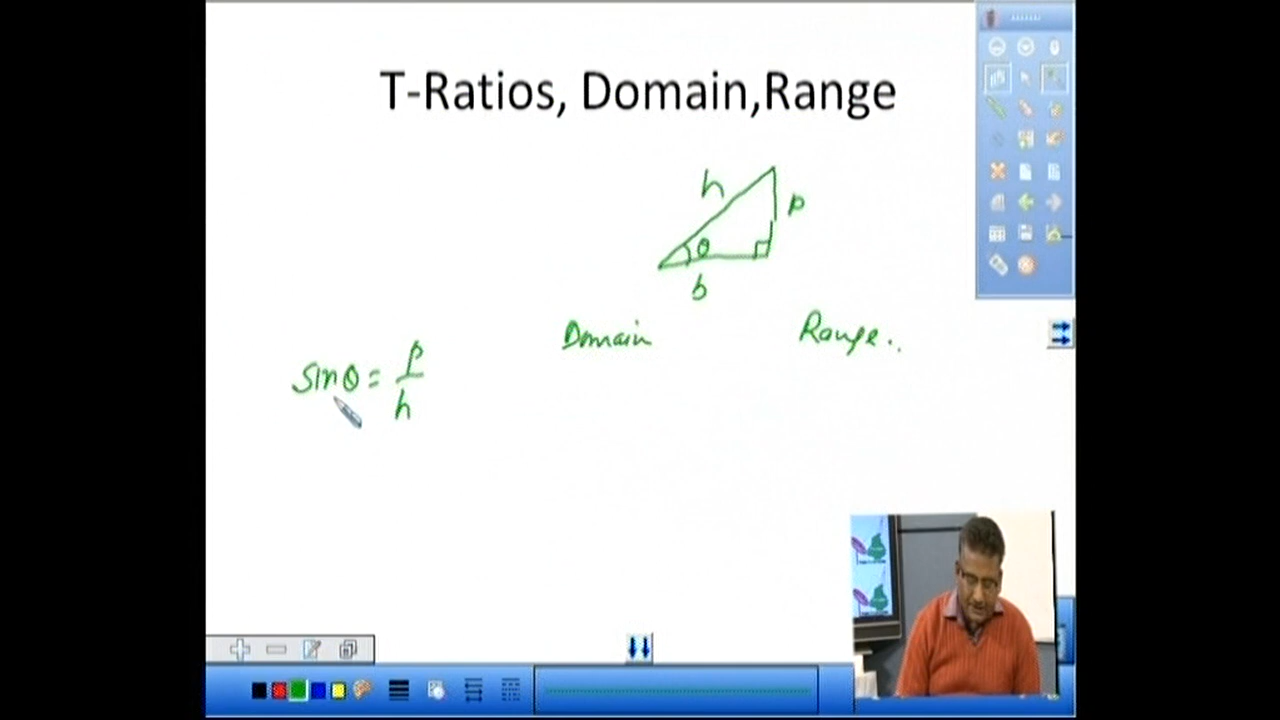 T-Ratios, Domain,Range
h
p
θ
b
Domain Range..
sinθ = p/h